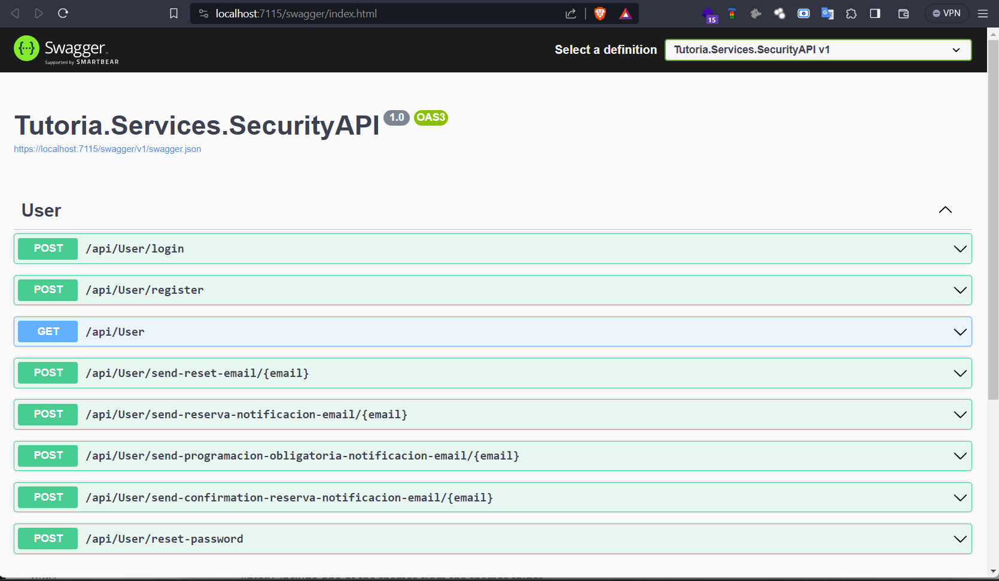 localhost:7115/swagger/index.html
15
VPN
Swagger
Supported by SMARTBEAR
Select a definition
Tutoria.Services.SecurityAPI v1
Tutoria.Services.SecurityAPI 1.0 OAS3
https://localhost:7115/swagger/v1/swagger.json
User
POST /api/User/login
POST /api/User/register
GET /api/User
POST /api/User/send-reset-email/{email}
POST /api/User/send-reserva-notificacion-email/{email}
POST /api/User/send-programacion-obligatoria-notificacion-email/{email}
POST /api/User/send-confirmation-reserva-notificacion-email/{email}
POST /api/User/reset-password